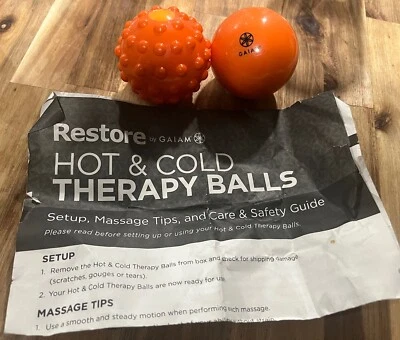 GAIAM
Restore by GAIAM
HOT & COLD
THERAPY BALLS
Setup, Massage Tips, and Care & Safety Guide
Please read before setting up or using your Hot & Cold Therapy Balls.
SETUP
1. Remove the Hot & Cold Therapy Balls from box and check for shipping damage
(scratches, gouges or tears).
2. Your Hot & Cold Therapy Balls are now ready for use.
MASSAGE TIPS
1. Use a smooth and steady motion when performing each massage.